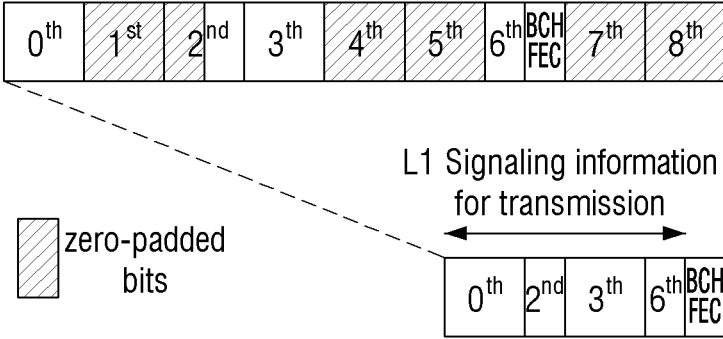 0th 1st 2nd 3th 4th 5th 6th BCH FEC 7th 8th
L1 Signaling information
for transmission
zero-padded
bits
0th 2nd 3th 6th BCH FEC